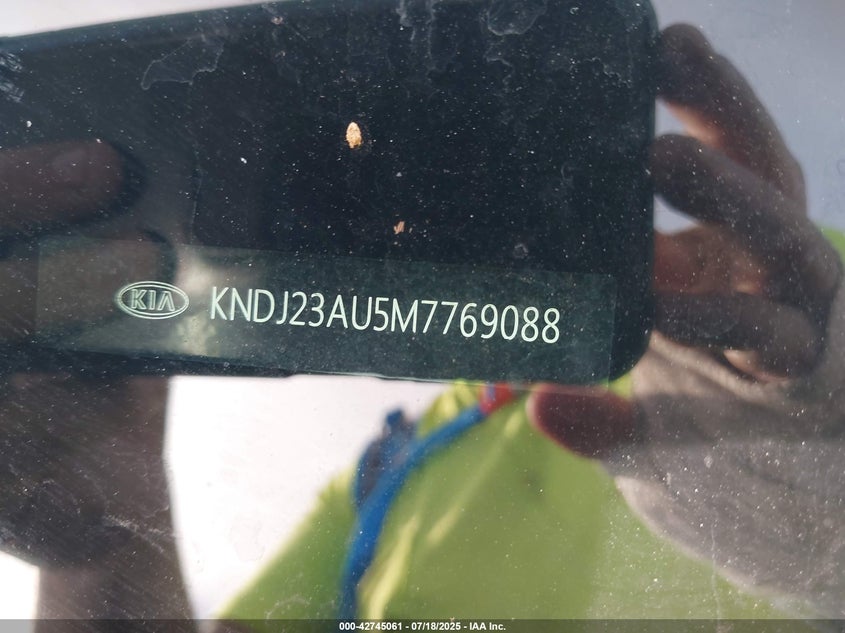 KIA KNDJ23AU5M7769088
000-42745061 - 07/18/2025 - IAA Inc.